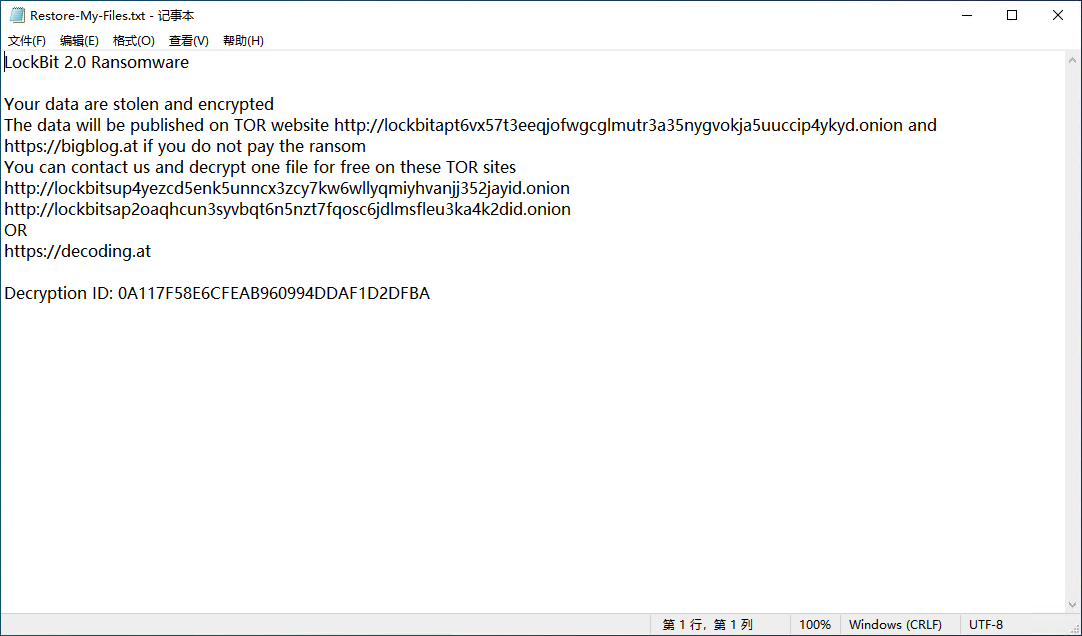 Restore-My-Files.txt - 记事本
文件(F) 编辑(E) 格式(O) 查看(V) 帮助(H)
LockBit 2.0 Ransomware
Your data are stolen and encrypted
The data will be published on TOR website http://lockbitapt6vx57t3eeqjofwgcglmutr3a35nygvokja5uuccip4ykyd.onion and
https://bigblog.at if you do not pay the ransom
You can contact us and decrypt one file for free on these TOR sites
http://lockbitsup4yezcd5enk5unncx3zcy7kw6wllyqmiyhvanjj352jayid.onion
http://lockbitsap2oaqhcun3syvbqt6n5nzt7fqosc6jdlmsfleu3ka4k2did.onion
OR
https://decoding.at
Decryption ID: 0A117F58E6CFEAB960994DDAF1D2DFBA
第 1 行，第 1 列 100% Windows (CRLF) UTF-8